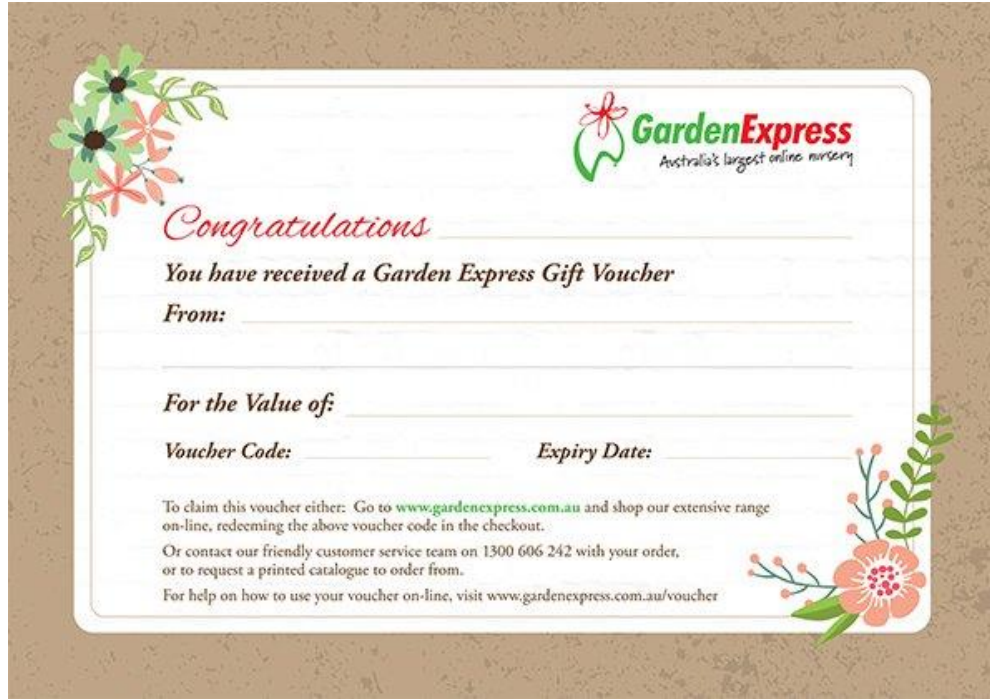 GardenExpress
Australia's largest online nursery
Congratulations
You have received a Garden Express Gift Voucher
From:
For the Value of:
Voucher Code: Expiry Date:
To claim this voucher either: Go to www.gardenexpress.com.au and shop our extensive range
on-line, redeeming the above voucher code in the checkout.
Or contact our friendly customer service team on 1300 606 242 with your order,
or to request a printed catalogue to order from.
For help on how to use your voucher on-line, visit www.gardenexpress.com.au/voucher